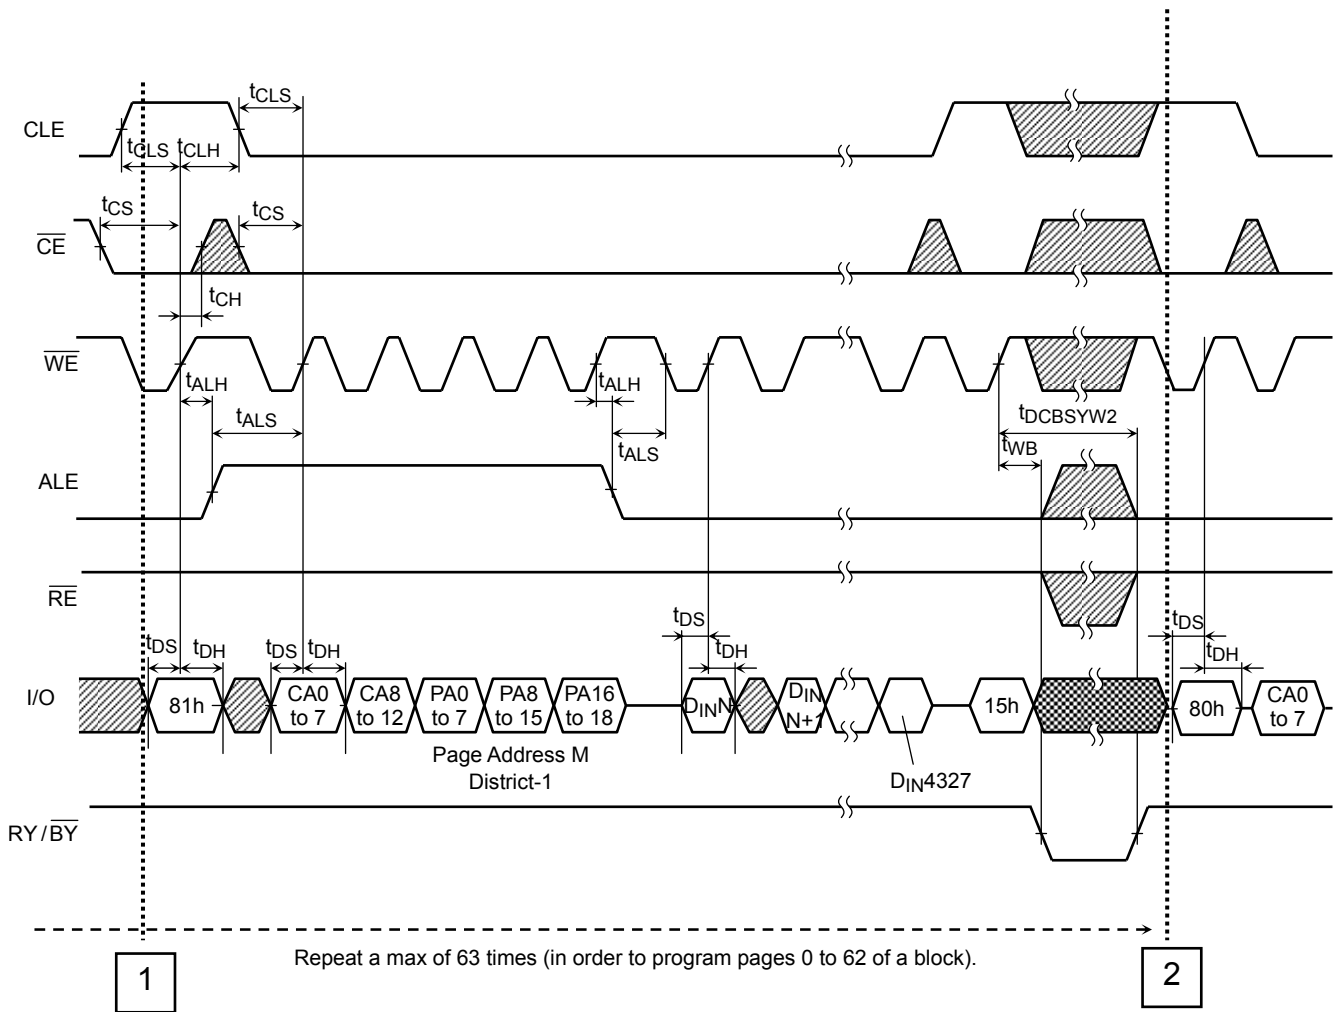 CLE
tCLS
tCLS
tCLH
CE
tCS
tCS
tCH
WE
tALH
tALS
tALH
tALS
tDCBSYW2
tWB
ALE
RE
tDS
tDH
tDS
tDH
tDS
tDH
tDS
tDH
I/O
81h
CA0
to 7
CA8
to 12
PA0
to 7
PA8
to 15
PA16
to 18
DINN
DIN
N+1
15h
80h
CA0
to 7
Page Address M
District-1
DIN4327
RY/BY
Repeat a max of 63 times (in order to program pages 0 to 62 of a block).
1
2